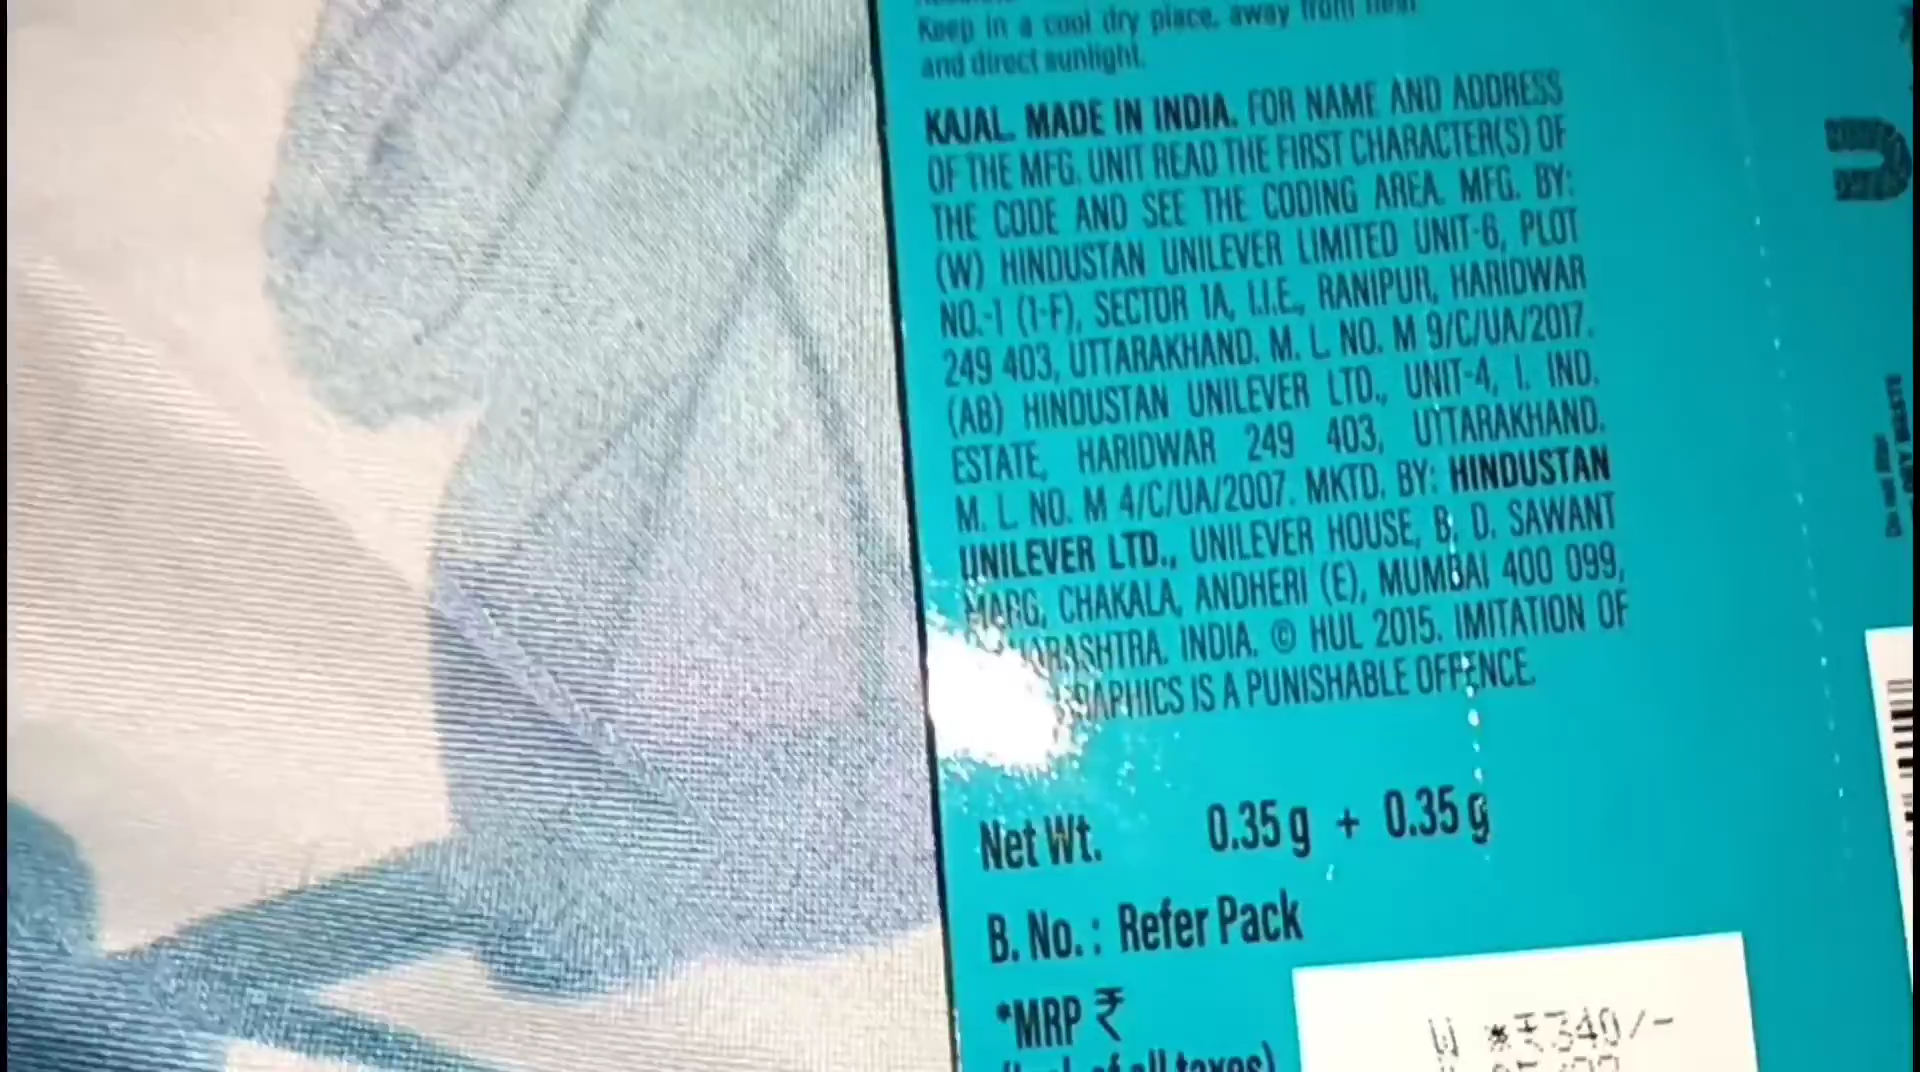 Keep in a cool dry place, away from heat
and direct sunlight.
KAJAL. MADE IN INDIA. FOR NAME AND ADDRESS
OF THE MFG. UNIT READ THE FIRST CHARACTER(S) OF
THE CODE AND SEE THE CODING AREA. MFG. BY:
(W) HINDUSTAN UNILEVER LIMITED UNIT-6, PLOT
NO.-1 (1-F), SECTOR 1A, I.I.E., RANIPUR, HARIDWAR
249 403, UTTARAKHAND. M. L. NO. M 9/C/UA/2017.
(AB) HINDUSTAN UNILEVER LTD., UNIT-4, I. IND.
ESTATE, HARIDWAR 249 403, UTTARAKHAND.
M. L. NO. M 4/C/UA/2007. MKTD. BY: HINDUSTAN
UNILEVER LTD., UNILEVER HOUSE, B. D. SAWANT
MARG, CHAKALA, ANDHERI (E), MUMBAI 400 099,
INDIA. © HUL 2015. IMITATION OF
IS A PUNISHABLE OFFENCE.
Net Wt. 0.35 g + 0.35 g
B. No. : Refer Pack
*MRP ₹
W *₹340/-
of all taxes)